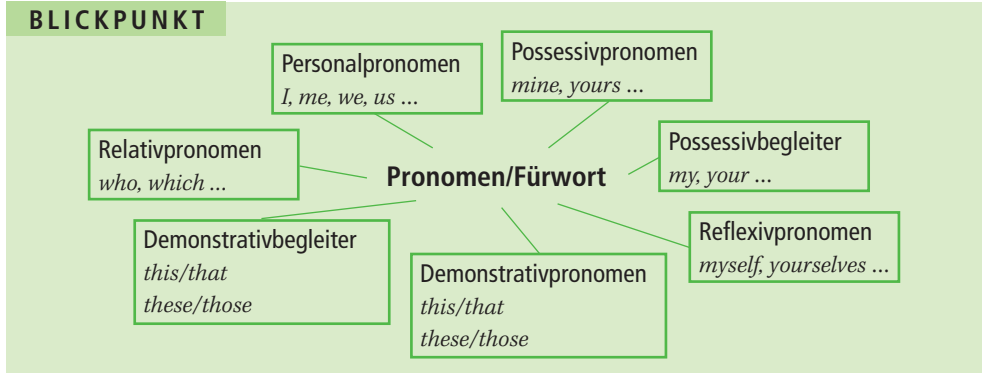 BLICKPUNKT
Personalpronomen
I, me, we, us ...
Possessivpronomen
mine, yours ...
Relativpronomen
who, which ...
Pronomen/Fürwort
Possessivbegleiter
my, your ...
Demonstrativbegleiter
this/that
these/those
Demonstrativpronomen
this/that
these/those
Reflexivpronomen
myself, yourselves ...